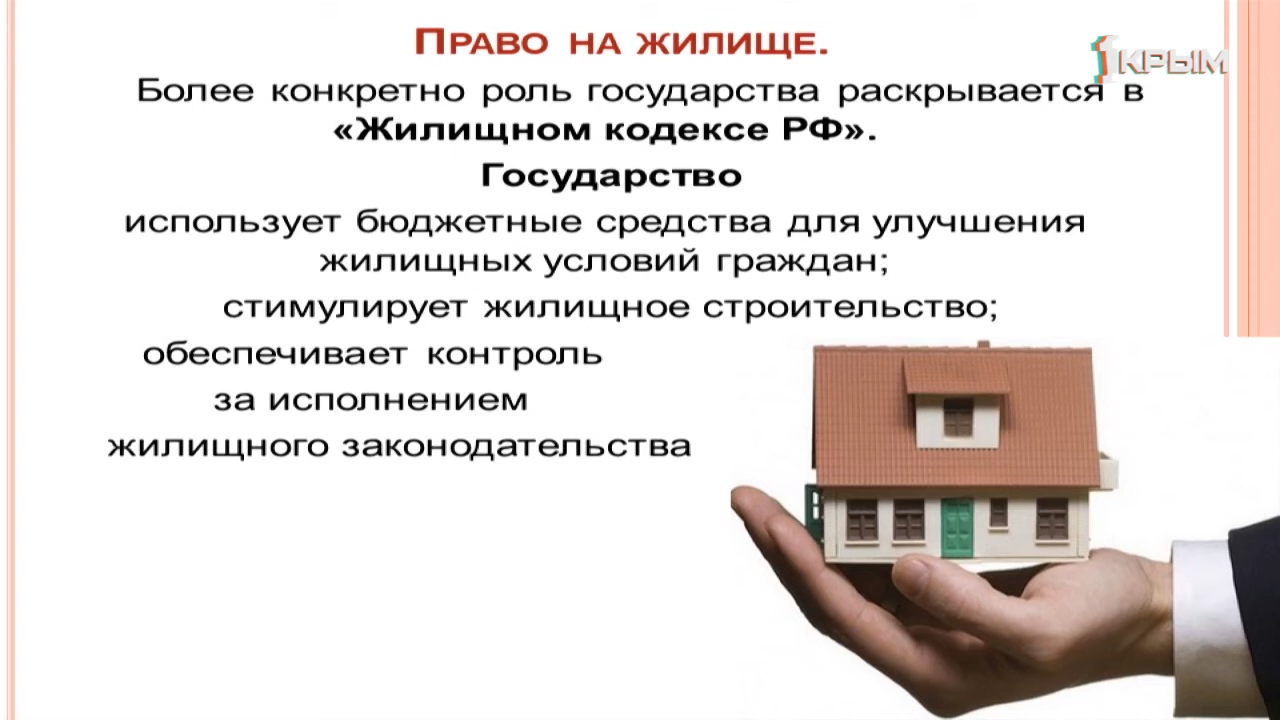 ПРАВО НА ЖИЛИЩЕ.
1 КРЫМ
Более конкретно роль государства раскрывается в
«Жилищном кодексе РФ».
Государство
использует бюджетные средства для улучшения
жилищных условий граждан;
стимулирует жилищное строительство;
обеспечивает контроль
за исполнением
жилищного законодательства